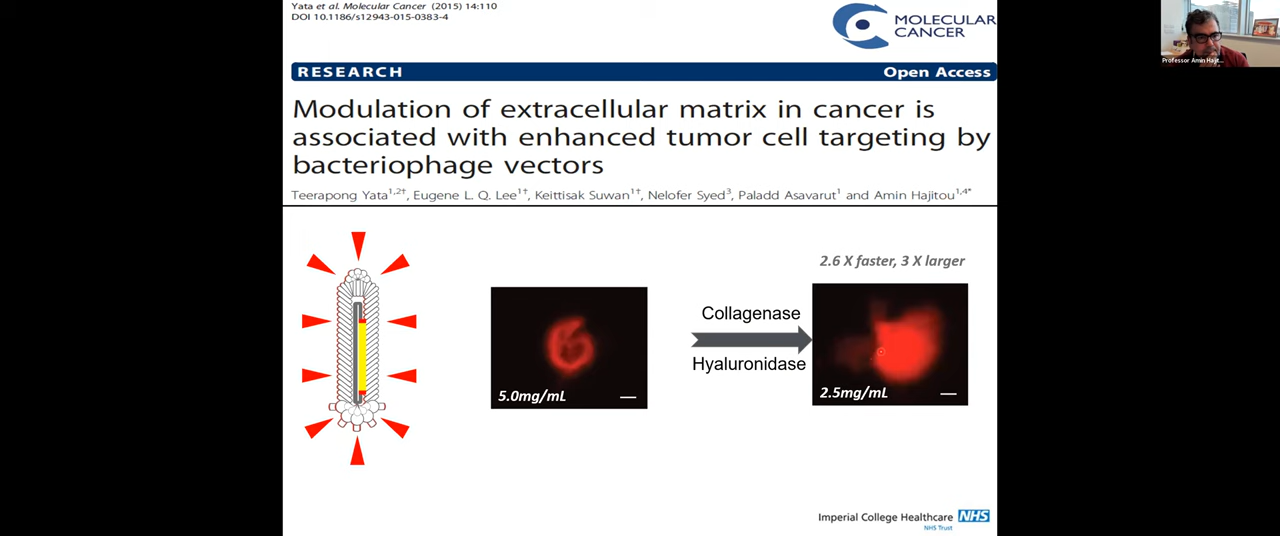 Yata et al. Molecular Cancer (2015) 14:110
DOI 10.1186/s12943-015-0383-4
MOLECULAR
CANCER
RESEARCH
Open Access
Modulation of extracellular matrix in cancer is
associated with enhanced tumor cell targeting by
bacteriophage vectors
Teerapong Yata1,2†, Eugene L. Q. Lee1†, Keittisak Suwan1†, Nelofer Syed3, Paladd Asavarut1 and Amin Hajitou1,4*
2.6 X faster, 3 X larger
Collagenase
Hyaluronidase
5.0mg/mL
2.5mg/mL
Imperial College Healthcare NHS
NHS Trust
Professor Amin Hajit...